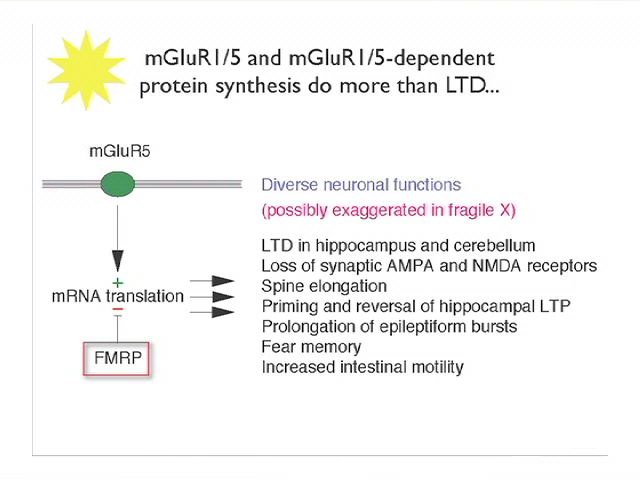 mGluR1/5 and mGluR1/5-dependent
protein synthesis do more than LTD...
mGluR5
Diverse neuronal functions
(possibly exaggerated in fragile X)
LTD in hippocampus and cerebellum
Loss of synaptic AMPA and NMDA receptors
Spine elongation
+
mRNA translation
−
Priming and reversal of hippocampal LTP
Prolongation of epileptiform bursts
Fear memory
FMRP
Increased intestinal motility